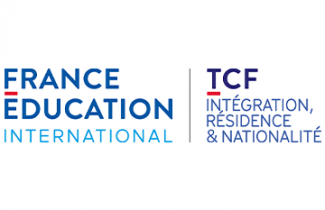 FRANCE
ÉDUCATION
INTERNATIONAL
TCF
INTÉGRATION,
RÉSIDENCE
& NATIONALITÉ